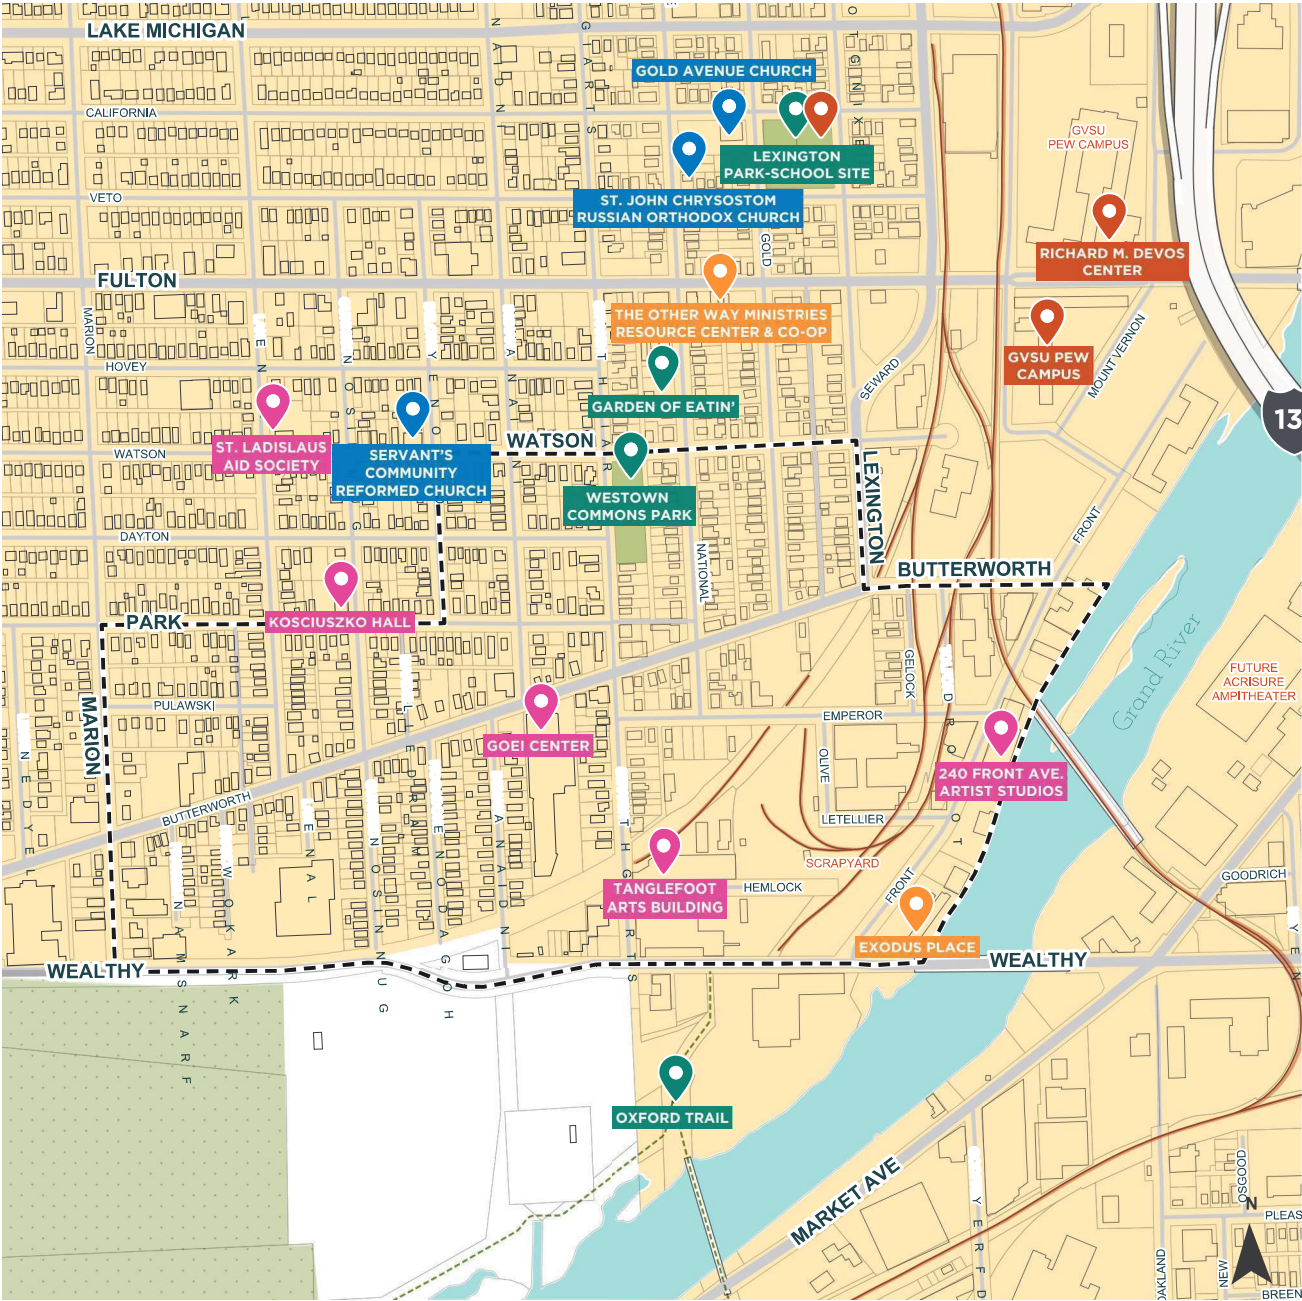 LAKE MICHIGAN
GOLD AVENUE CHURCH
CALIFORNIA
GVSU
PEW CAMPUS
LEXINGTON
PARK-SCHOOL SITE
VETO
ST. JOHN CHRYSOSTOM
RUSSIAN ORTHODOX CHURCH
GOLD
RICHARD M. DEVOS
CENTER
FULTON
MARION
THE OTHER WAY MINISTRIES
RESOURCE CENTER & CO-OP
MOUNT VERNON
HOVEY
GVSU PEW
CAMPUS
SEWARD
GARDEN OF EATIN'
13
ST. LADISLAUS
AID SOCIETY
WATSON
WATSON
SERVANT'S
COMMUNITY
REFORMED CHURCH
LEXINGTON
WESTOWN
COMMONS PARK
FRONT
DAYTON
NATIONAL
BUTTERWORTH
KOSCIUSZKO HALL
PARK
GELOCK
Grand River
FUTURE
ACRISURE
AMPITHEATER
MARION
PULAWSKI
EMPEROR
GOEI CENTER
OLIVE
240 FRONT AVE.
ARTIST STUDIOS
BUTTERWORTH
LETELLIER
SCRAPYARD
TANGLEFOOT
ARTS BUILDING
HEMLOCK
FRONT
GOODRICH
EXODUS PLACE
WEALTHY
WEALTHY
OXFORD TRAIL
MARKET AVE
OSGOOD
N
PLEAS
OAKLAND
NEW
BREEN